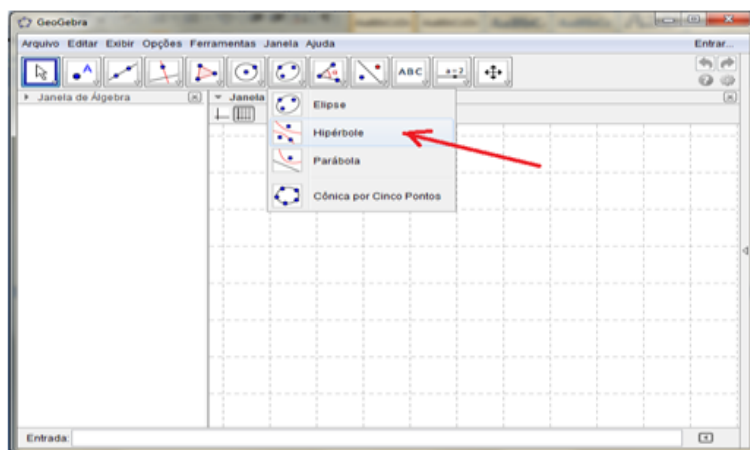 GeoGebra
Arquivo Editar Exibir Opções Ferramentas Janela Ajuda
Entrar...
A
ABC
a=2
Janela de Álgebra
Janela
Elipse
Hipérbole
Parábola
Cônica por Cinco Pontos
Entrada: